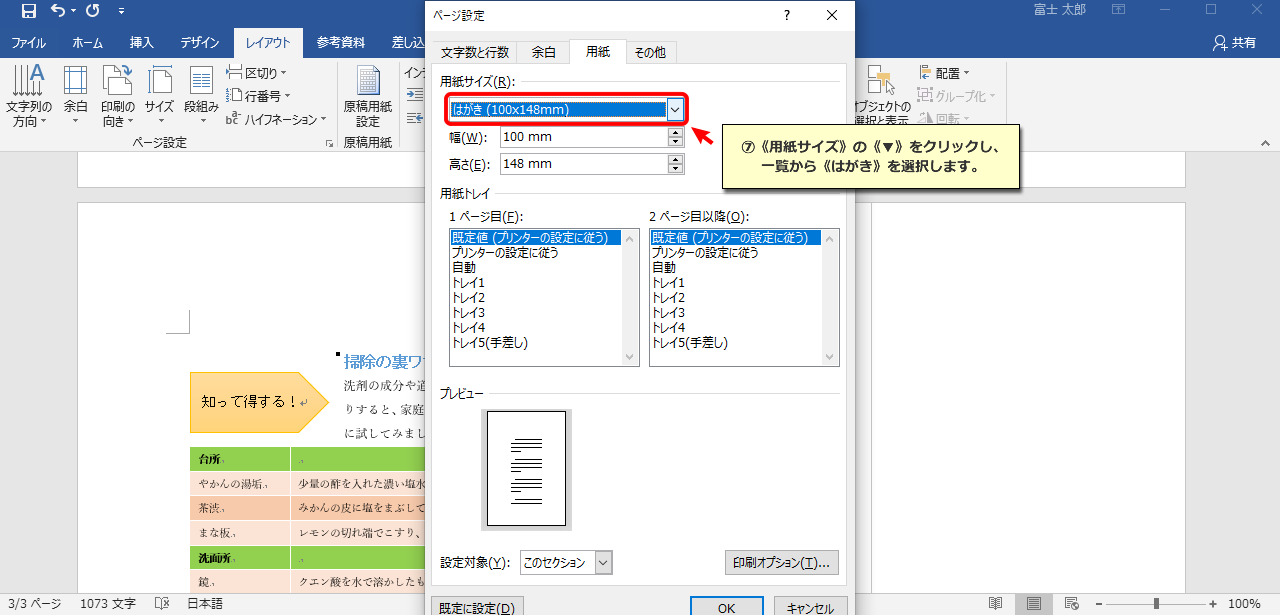 富士 太郎
ファイル ホーム 挿入 デザイン レイアウト 参考資料 差し込
共有
文字列の方向
余白
印刷の向き
サイズ
段組み
区切り
行番号
ハイフネーション
ページ設定
原稿用紙設定
原稿用紙
イン
オブジェクトの
選択と表示
配置
グループ化
回転
ページ設定
文字数と行数 余白 用紙 その他
用紙サイズ(R):
はがき (100x148mm)
幅(W): 100 mm
高さ(E): 148 mm
⑦《用紙サイズ》の《▼》をクリックし、
一覧から《はがき》を選択します。
用紙トレイ
1 ページ目(F):
既定値 (プリンターの設定に従う)
プリンターの設定に従う
自動
トレイ1
トレイ2
トレイ3
トレイ4
トレイ5(手差し)
2 ページ目以降(O):
既定値 (プリンターの設定に従う)
プリンターの設定に従う
自動
トレイ1
トレイ2
トレイ3
トレイ4
トレイ5(手差し)
プレビュー
設定対象(Y): このセクション
印刷オプション(T)...
既定に設定(D)
OK
キャンセル
掃除の裏ワ
知って得する！
洗剤の成分や道
りすると、家庭
に試してみまし
台所
やかんの湯垢 少量の酢を入れた濃い塩水
茶渋 みかんの皮に塩をまぶして
まな板 レモンの切れ端でこすり、
洗面所
鏡 クエン酸を水で溶かしたも
3/3 ページ 1073 文字 日本語
100%